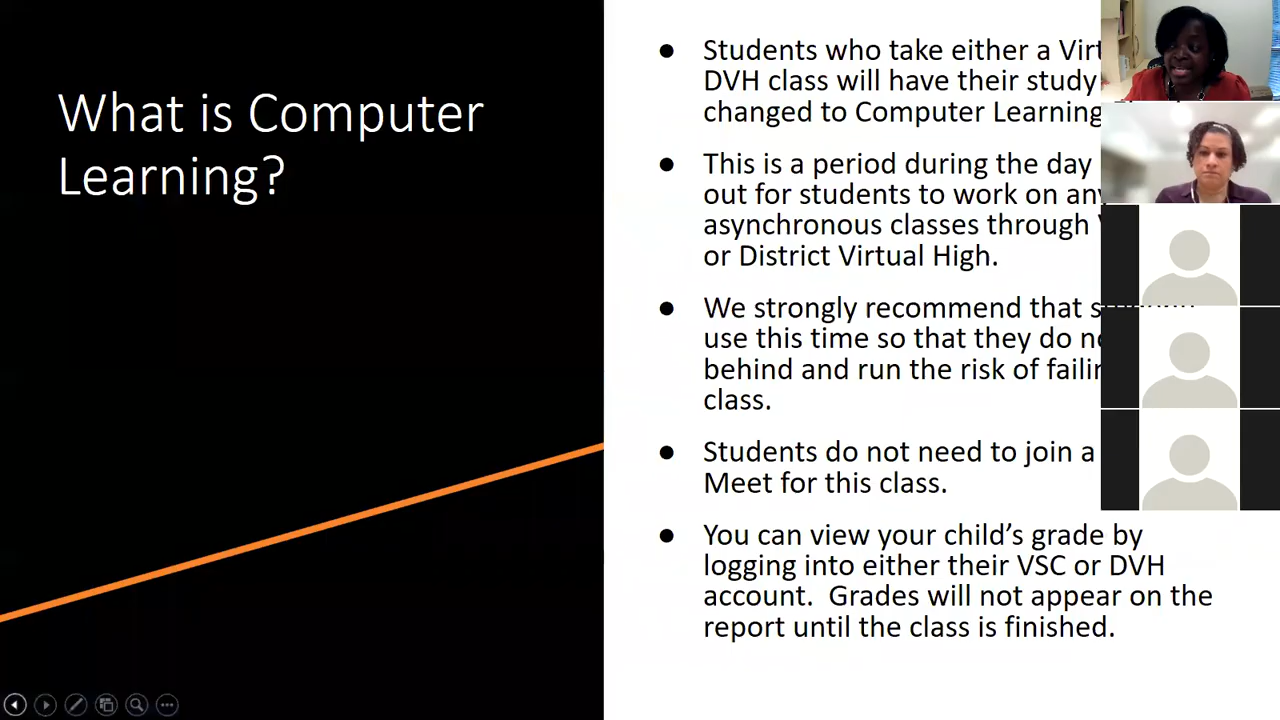 What is Computer
Learning?
● Students who take either a
DVH class will have their study
changed to Computer Learning
● This is a period during the day
out for students to work on
asynchronous classes through
or District Virtual High.
● We strongly recommend that
use this time so that they do
behind and run the risk of
class.
● Students do not need to join a
Meet for this class.
● You can view your child’s grade by
logging into either their VSC or DVH
account.  Grades will not appear on the
report until the class is finished.